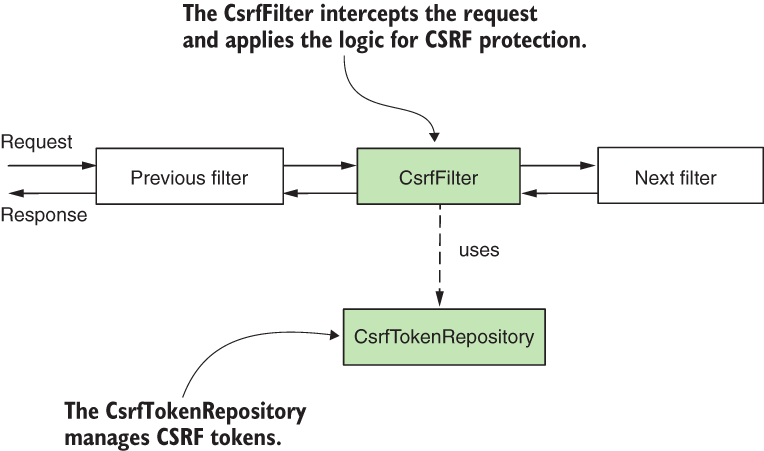 The CsrfFilter intercepts the request
and applies the logic for CSRF protection.
Request
Previous filter
CsrfFilter
Next filter
Response
uses
CsrfTokenRepository
The CsrfTokenRepository
manages CSRF tokens.